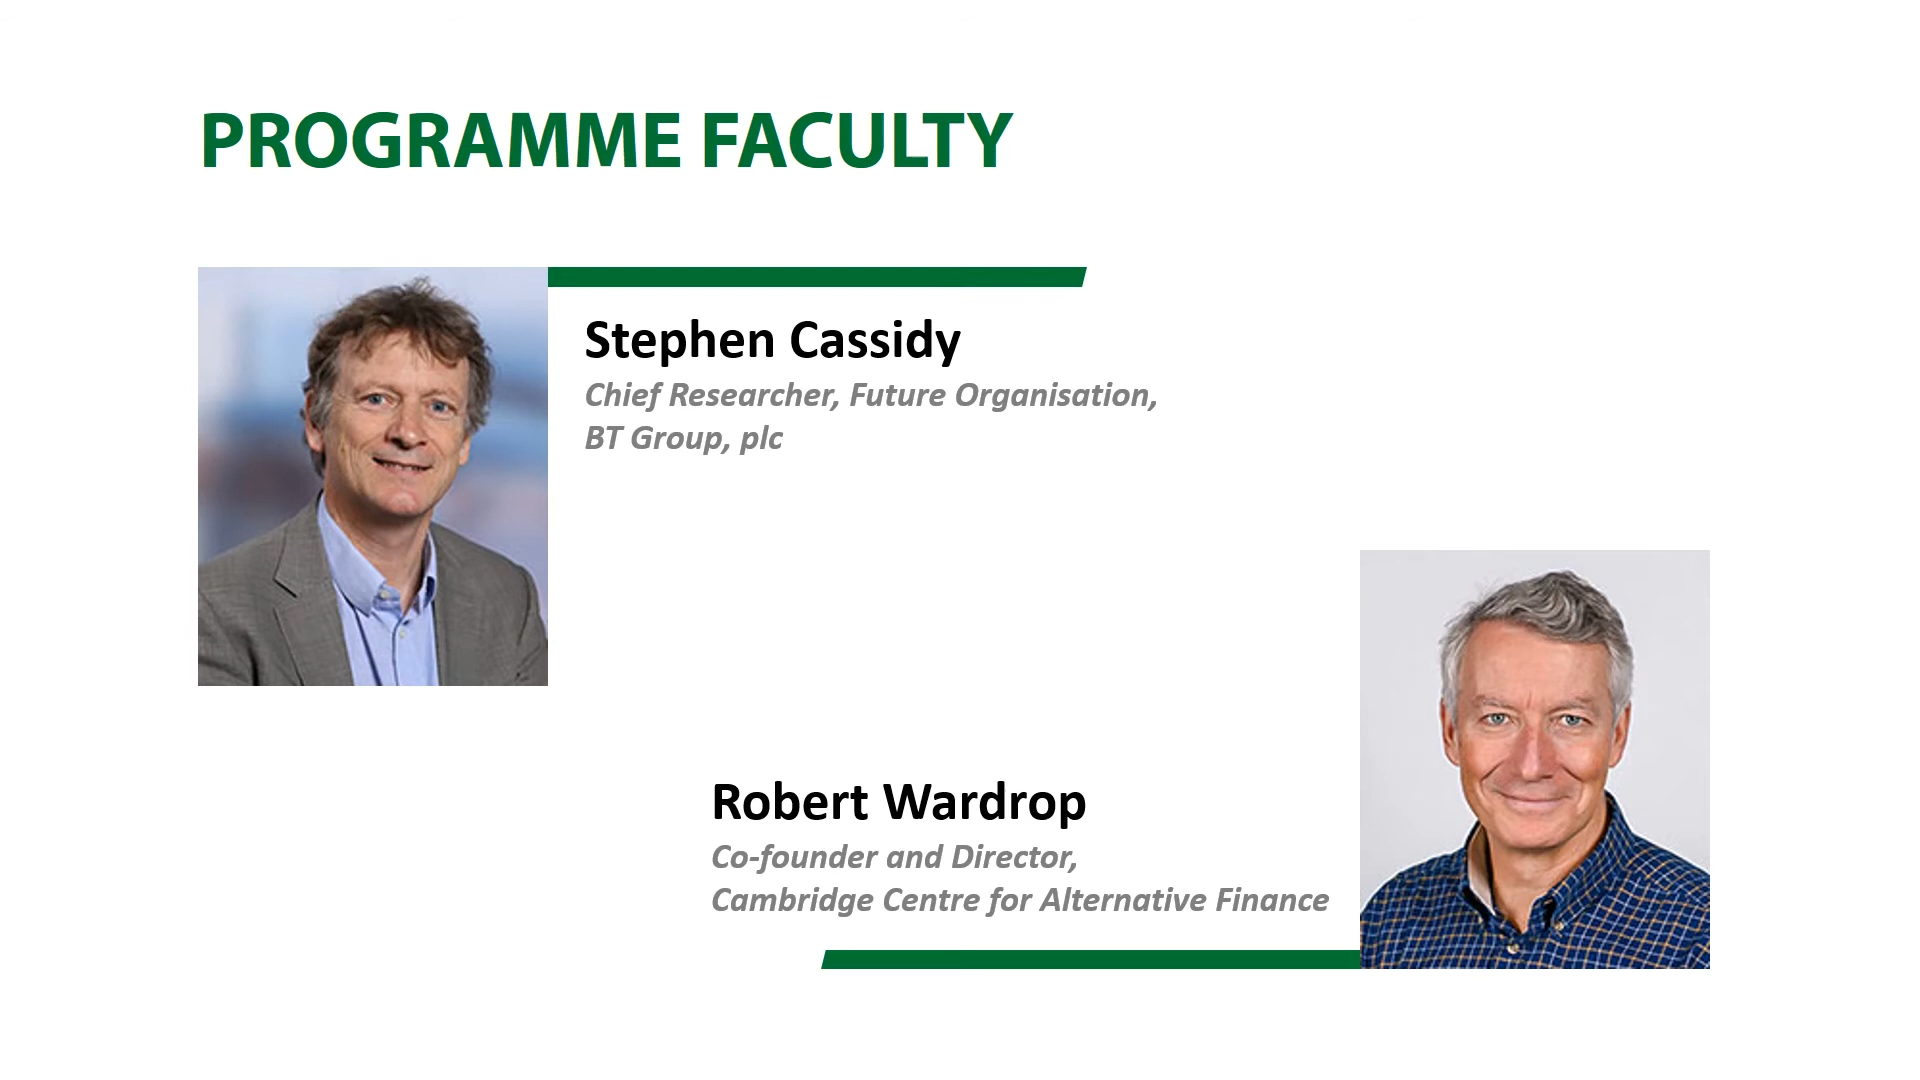 PROGRAMME FACULTY
Stephen Cassidy
Chief Researcher, Future Organisation,
BT Group, plc
Robert Wardrop
Co-founder and Director,
Cambridge Centre for Alternative Finance